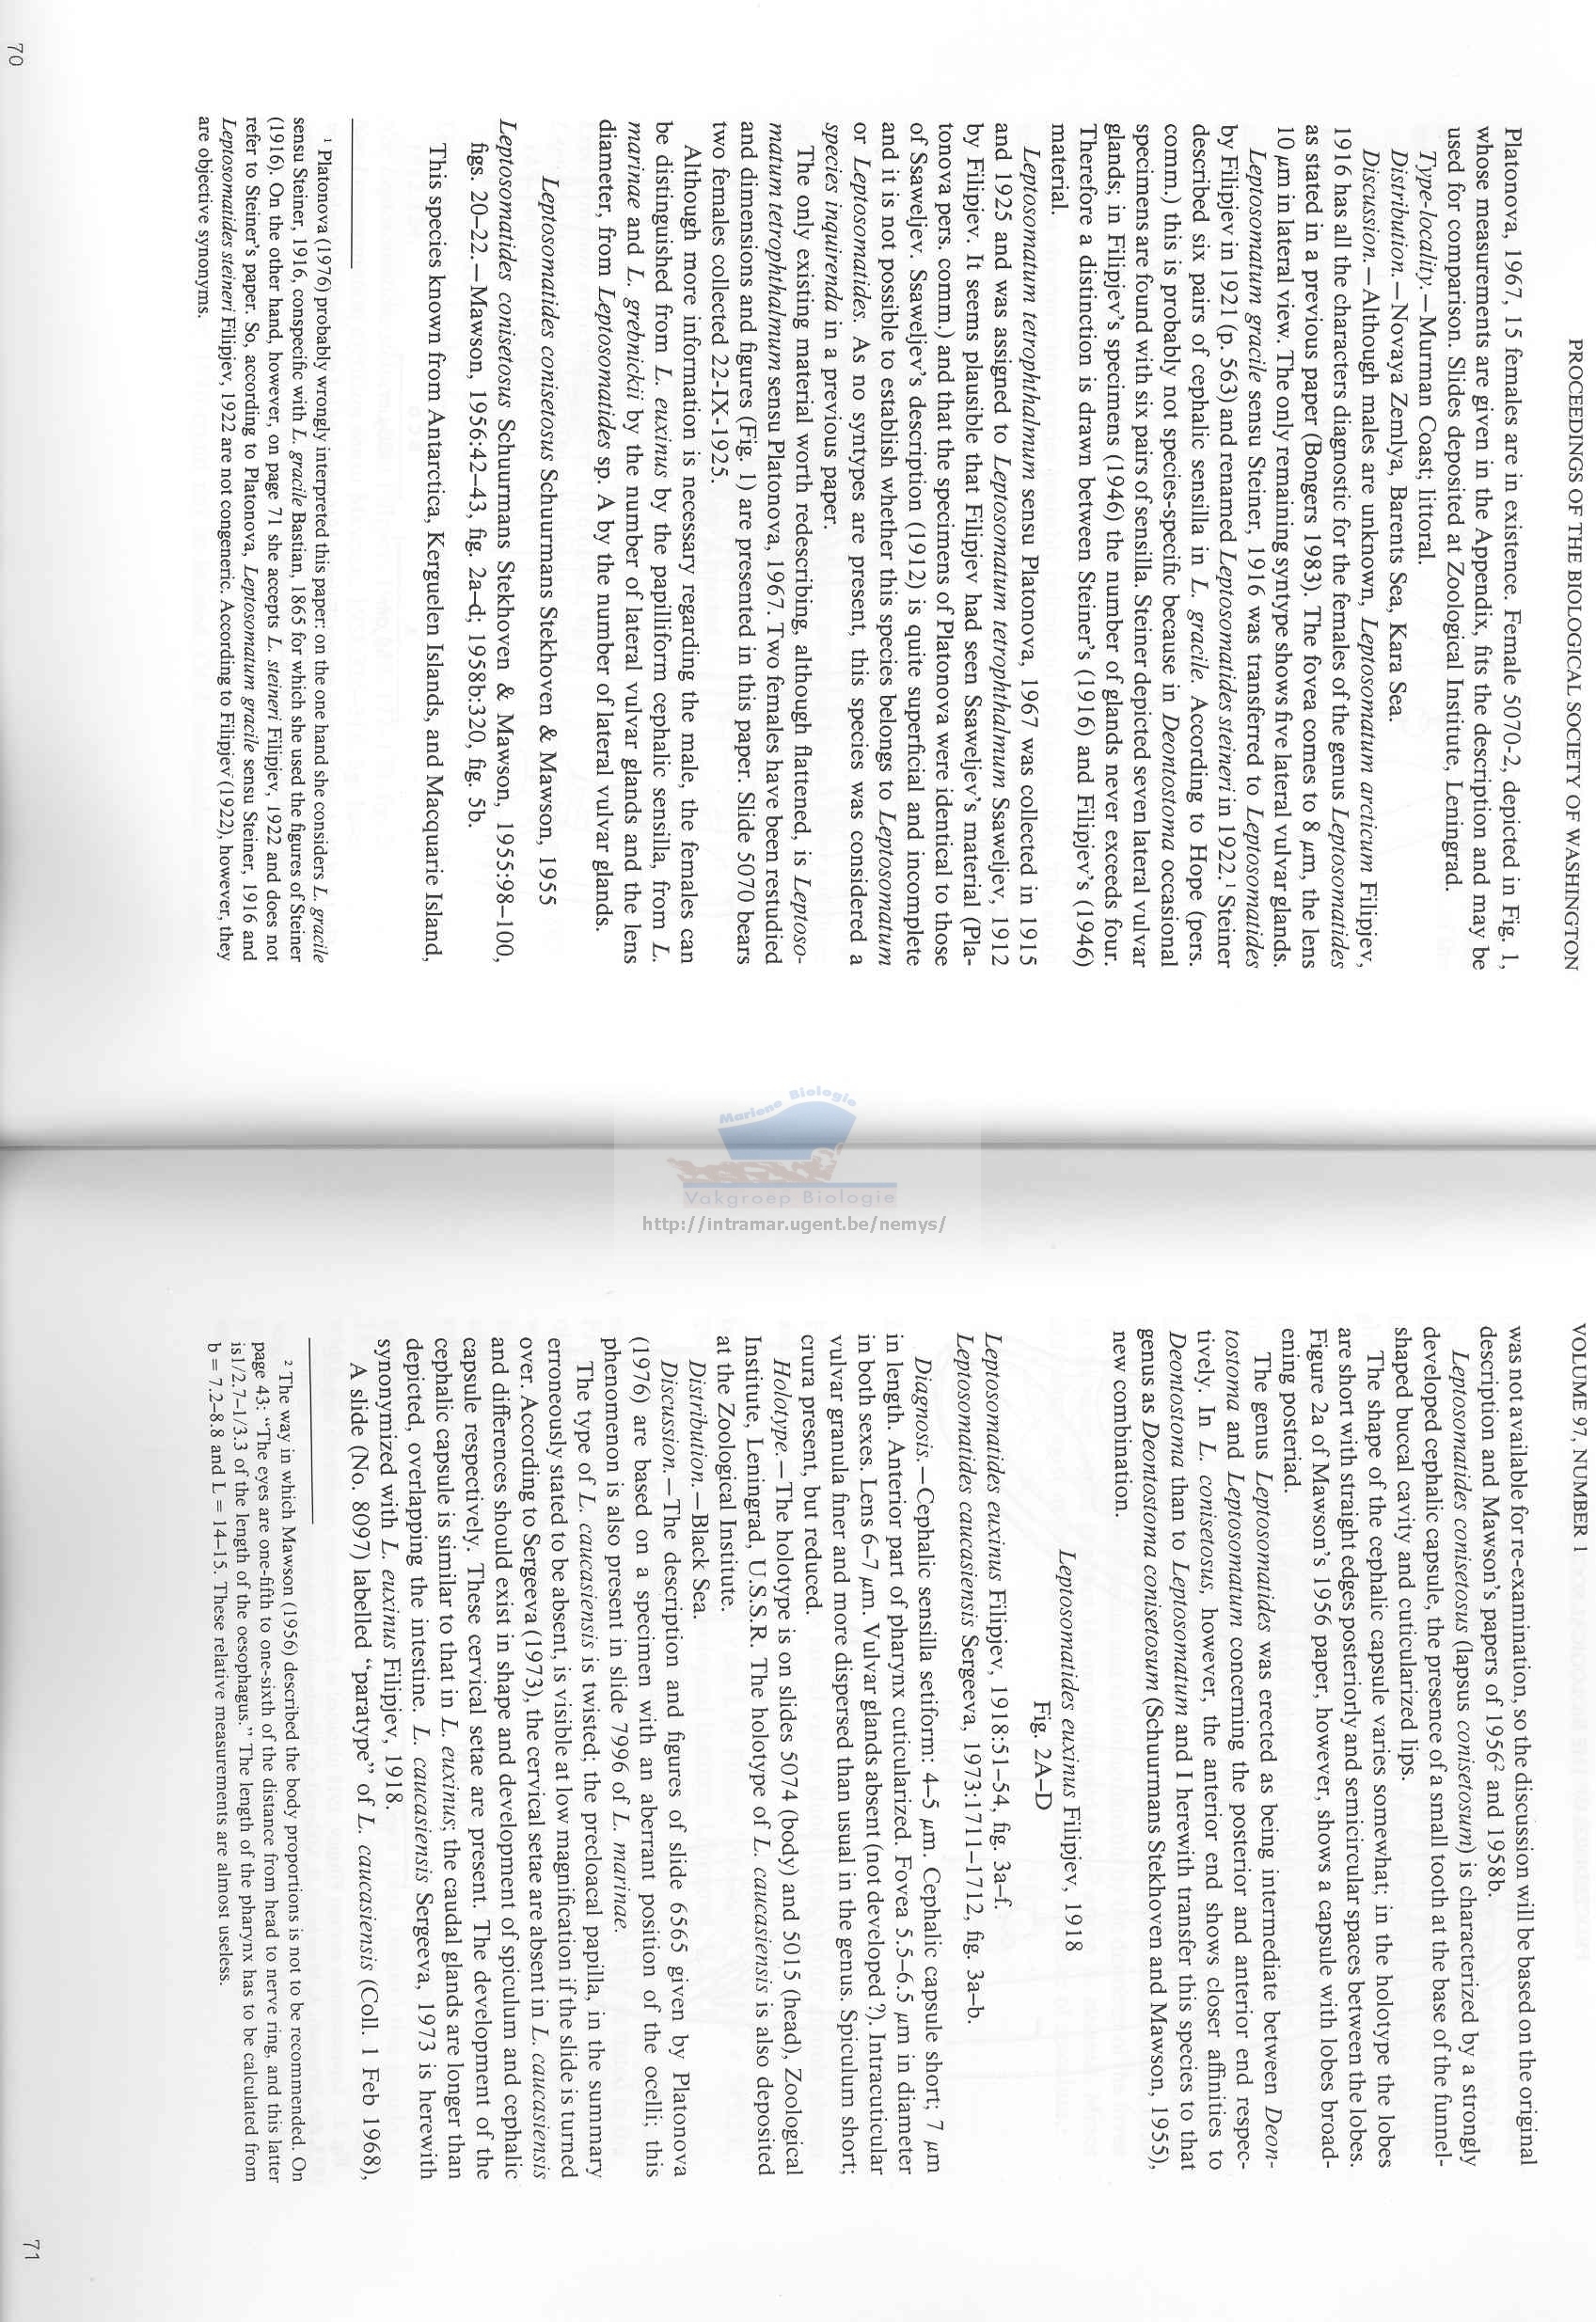 70
PROCEEDINGS OF THE BIOLOGICAL SOCIETY OF WASHINGTON
Platonova, 1967, 15 females are in existence. Female 5070-2, depicted in Fig. 1,
whose measurements are given in the Appendix, fits the description and may be
used for comparison. Slides deposited at Zoological Institute, Lemingrad.
Type-locality.—Murman Coast; littoral.
Distribution.—Novaya Zemlya, Barents Sea, Kara Sea.
Discussion.—Although males are unknown, Leptosomatum arcticum Filipjev,
1916 has all the characters diagnostic for the females of the genus Leptosomatides
as stated in a previous paper (Bongers 1983). The fovea comes to 8 μm, the lens
10 μm in lateral view. The only remaining syntype shows five lateral vulvar glands.
Leptosomatum gracile sensu Steiner, 1916 was transferred to Leptosomatides
by Filipjev in 1921 (p. 563) and renamed Leptosomatides steineri in 1922.¹ Steiner
described six pairs of cephalic sensilla in L. gracile. According to Hope (pers.
comm.) this is probably not species-specific because in Deontostoma occasional
specimens are found with six pairs of sensilla. Steiner depicted seven lateral vulvar
glands; in Filipjev's specimens (1946) the number of glands never exceeds four.
Therefore a distinction is drawn between Steiner's (1916) and Filipjev's (1946)
material.
Leptosomatum tetrophthalmum sensu Platonova, 1967 was collected in 1915
and 1925 and was assigned to Leptosomatum tetrophthalmum Ssaweljev, 1912
by Filipjev. It seems plausible that Filipjev had seen Ssaweljev's material (Pla-
tonova pers. comm.) and that the specimens of Platonova were identical to those
of Ssaweljev. Ssaweljev's description (1912) is quite superficial and incomplete
and it is not possible to establish whether this species belongs to Leptosomatum
or Leptosomatides. As no syntypes are present, this species was considered a
species inquirenda in a previous paper.
The only existing material worth redescribing, although flattened, is Leptoso-
matum tetrophthalmum sensu Platonova, 1967. Two females have been restudied
and dimensions and figures (Fig. 1) are presented in this paper. Slide 5070 bears
two females collected 22-IX-1925.
Although more information is necessary regarding the male, the females can
be distinguished from L. euxinus by the papilliform cephalic sensilla, from L.
marinae and L. grebnickii by the number of lateral vulvar glands and the lens
diameter, from Leptosomatides sp. A by the number of lateral vulvar glands.
Leptosomatides conisetosus Schuurmans Stekhoven & Mawson, 1955
Leptosomatides conisetosus Schuurmans Stekhoven & Mawson, 1955:98–100,
figs. 20–22.—Mawson, 1956:42–43, fig. 2a–d; 1958b:320, fig. 5b.
This species known from Antarctica, Kerguelen Islands, and Macquarie Island,
¹ Platonova (1976) probably wrongly interpreted this paper: on the one hand she considers L. gracile
sensu Steiner, 1916, conspecific with L. gracile Bastian, 1865 for which she used the figures of Steiner
(1916). On the other hand, however, on page 71 she accepts L. steineri Filipjev, 1922 and does not
refer to Steiner's paper. So, according to Platonova, Leptosomatum gracile sensu Steiner, 1916 and
Leptosomatides steineri Filipjev, 1922 are not congeneric. According to Filipjev (1922), however, they
are objective synonyms.
Mariene Biologie
Vakgroep Biologie
http://intramar.ugent.be/nemys/
VOLUME 97, NUMBER 1
71
was not available for re-examination, so the discussion will be based on the original
description and Mawson's papers of 1956² and 1958b.
Leptosomatides conisetosus (lapsus conisetosum) is characterized by a strongly
developed cephalic capsule, the presence of a small tooth at the base of the funnel-
shaped buccal cavity and cuticularized lips.
The shape of the cephalic capsule varies somewhat; in the holotype the lobes
are short with straight edges posteriorly and semicircular spaces between the lobes.
Figure 2a of Mawson's 1956 paper, however, shows a capsule with lobes broad-
ening posteriad.
The genus Leptosomatides was erected as being intermediate between Deon-
tostoma and Leptosomatum concerning the posterior and anterior end respec-
tively. In L. conisetosus, however, the anterior end shows closer affinities to
Deontostoma than to Leptosomatum and I herewith transfer this species to that
genus as Deontostoma conisetosum (Schuurmans Stekhoven and Mawson, 1955),
new combination.
Leptosomatides euxinus Filipjev, 1918
Fig. 2A–D
Leptosomatides euxinus Filipjev, 1918:51–54, fig. 3a–f.
Leptosomatides caucasiensis Sergeeva, 1973:1711–1712, fig. 3a–b.
Diagnosis.—Cephalic sensilla setiform: 4–5 μm. Cephalic capsule short; 7 μm
in length. Anterior part of pharynx cuticularized. Fovea 5.5–6.5 μm in diameter
in both sexes. Lens 6–7 μm. Vulvar glands absent (not developed ?). Intracuticular
vulvar granula finer and more dispersed than usual in the genus. Spiculum short;
crura present, but reduced.
Holotype.—The holotype is on slides 5074 (body) and 5015 (head), Zoological
Institute, Leningrad, U.S.S.R. The holotype of L. caucasiensis is also deposited
at the Zoological Institute.
Distribution.—Black Sea.
Discussion.—The description and figures of slide 6565 given by Platonova
(1976) are based on a specimen with an aberrant position of the ocelli; this
phenomenon is also present in slide 7996 of L. marinae.
The type of L. caucasiensis is twisted; the precloacal papilla, in the summary
erroneously stated to be absent, is visible at low magnification if the slide is turned
over. According to Sergeeva (1973), the cervical setae are absent in L. caucasiensis
and differences should exist in shape and development of spiculum and cephalic
capsule respectively. These cervical setae are present. The development of the
cephalic capsule is similar to that in L. euxinus; the caudal glands are longer than
depicted, overlapping the intestine. L. caucasiensis Sergeeva, 1973 is herewith
synonymized with L. euxinus Filipjev, 1918.
A slide (No. 8097) labelled "paratype" of L. caucasiensis (Coll. 1 Feb 1968),
² The way in which Mawson (1956) described the body proportions is not to be recommended. On
page 43: "The eyes are one-fifth to one-sixth of the distance from head to nerve ring, and this latter
is1/2.7–1/3.3 of the length of the oesophagus." The length of the pharynx has to be calculated from
b = 7.2–8.8 and L = 14–15. These relative measurements are almost useless.